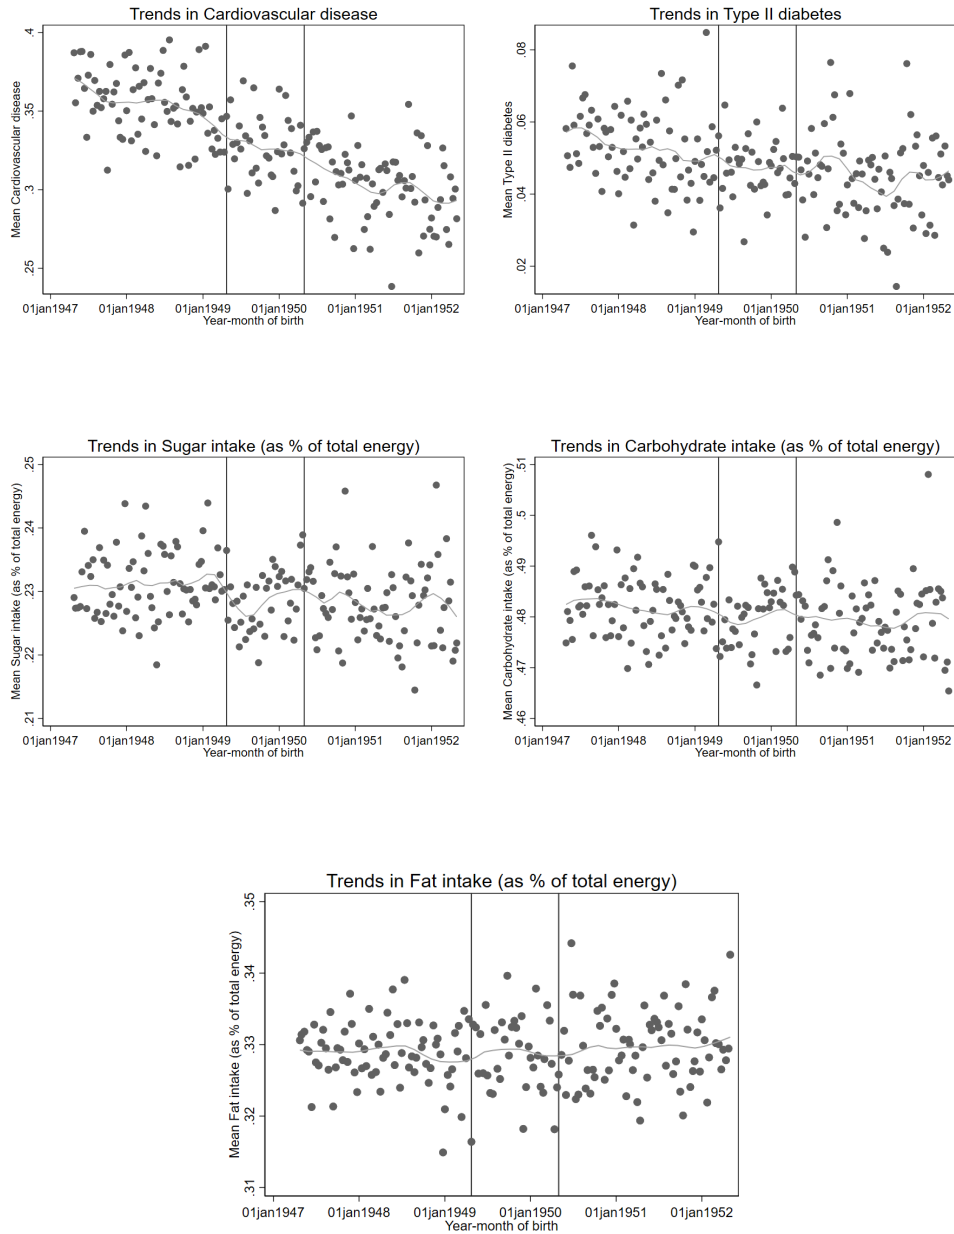 Trends in Cardiovascular disease
Mean Cardiovascular disease
.4
.35
.3
.25
01jan1947 01jan1948 01jan1949 01jan1950 01jan1951 01jan1952
Year-month of birth
Trends in Type II diabetes
Mean Type II diabetes
.08
.06
.04
.02
01jan1947 01jan1948 01jan1949 01jan1950 01jan1951 01jan1952
Year-month of birth
Trends in Sugar intake (as % of total energy)
Mean Sugar intake (as % of total energy)
.25
.24
.23
.22
.21
01jan1947 01jan1948 01jan1949 01jan1950 01jan1951 01jan1952
Year-month of birth
Trends in Carbohydrate intake (as % of total energy)
Mean Carbohydrate intake (as % of total energy)
.51
.5
.49
.48
.47
.46
01jan1947 01jan1948 01jan1949 01jan1950 01jan1951 01jan1952
Year-month of birth
Trends in Fat intake (as % of total energy)
Mean Fat intake (as % of total energy)
.35
.34
.33
.32
.31
01jan1947 01jan1948 01jan1949 01jan1950 01jan1951 01jan1952
Year-month of birth